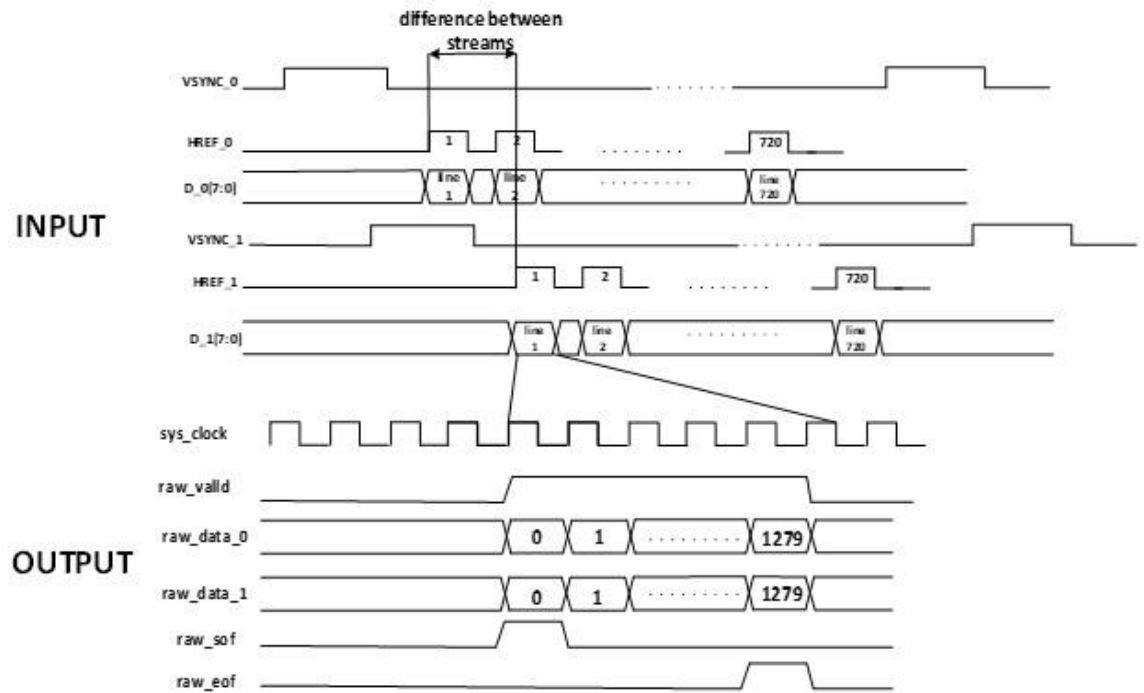 difference between
streams
VSYNC_0
HREF_0 1 2 720
D_0[7:0] line 1 line 2 line 720
INPUT
VSYNC_1
HREF_1 1 2 720
D_1[7:0] line 1 line 2 line 720
sys_clock
raw_valid
raw_data_0 0 1 1279
OUTPUT
raw_data_1 0 1 1279
raw_sof
raw_eof